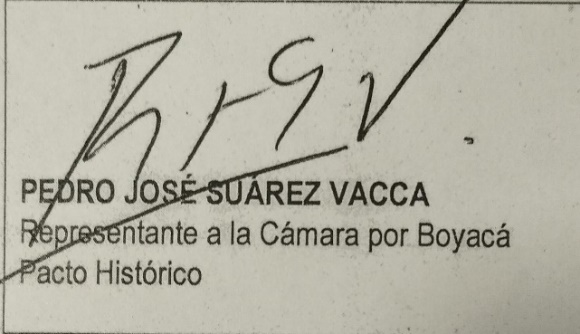 PEDRO JOSÉ SUÁREZ VACCA
Representante a la Cámara por Boyacá
Pacto Histórico